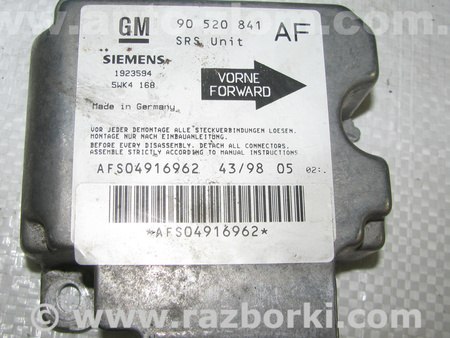 GM 90 520 841 AF
SRS Unit
SIEMENS
1923594
5WK4 168
VORNE
FORWARD
Made in Germany
VOR JEDER DEMONTAGE ALLE STECKVERBINDUNGEN LOESEN.
MONTAGE NUR NACH EINBAUANLEITUNG.
BEFORE EVERY DISASSEMBLY, DETACH ALL CONNECTORS.
ASSEMBLE STRICTLY ACCORDING TO MANUAL INSTRUCTIONS
AFS04916962 43/98 05 02:
*AFS04916962*
www.razborki.com